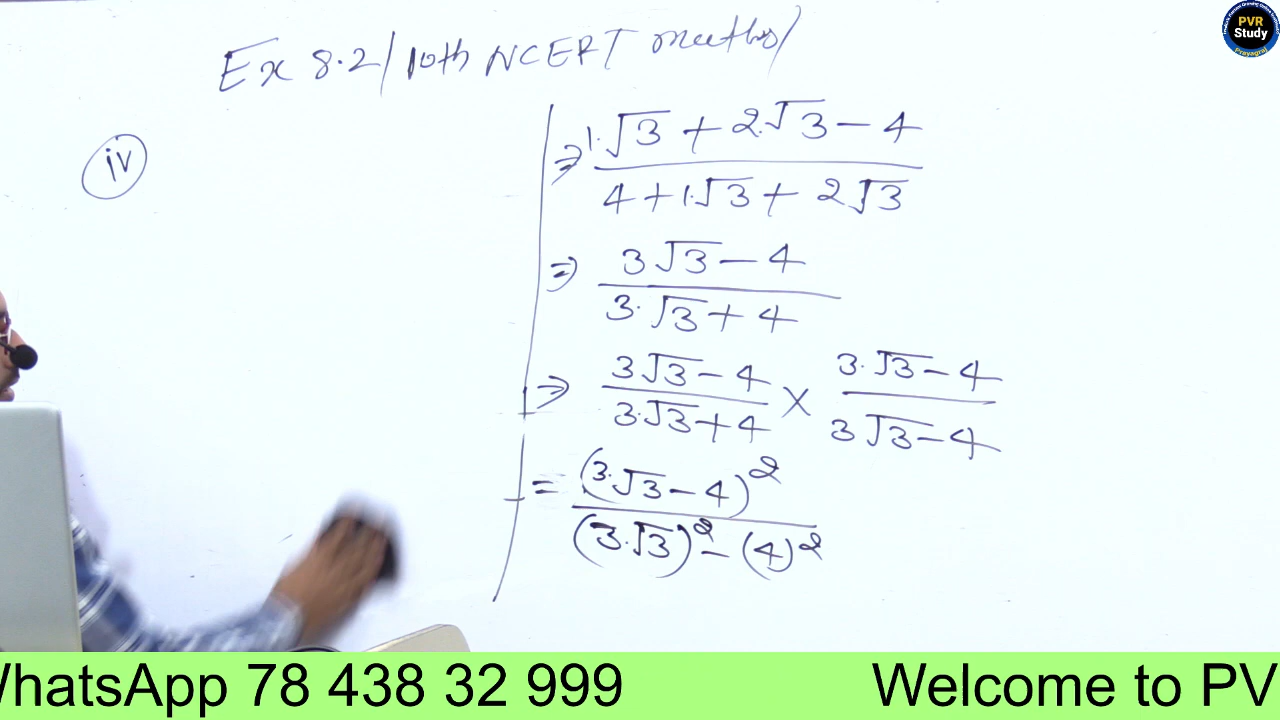 Ex 8.2/10th NCERT maths/
PVR
Study
Prayagraj
iv
⇒ 1.√3 + 2.√3 − 4
4 + 1.√3 + 2√3
⇒ 3√3 − 4
3.√3 + 4
⇒ 3√3 − 4 × 3.√3 − 4
3.√3 + 4 3√3 − 4
= (3.√3 − 4)²
(3.√3)² − (4)²
WhatsApp 78 438 32 999 Welcome to PV